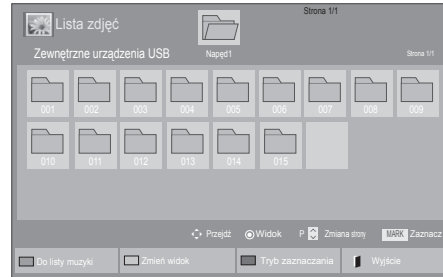 Strona 1/1
Lista zdjęć
Zewnętrzne urządzenia USB
Napęd1
Strona 1/1
001 002 003 004 005 006 007 008 009
010 011 012 013 014 015
Przejdź Widok P Zmiana strony MARK Zaznacz
Do listy muzyki Zmień widok Tryb zaznaczania Wyjście